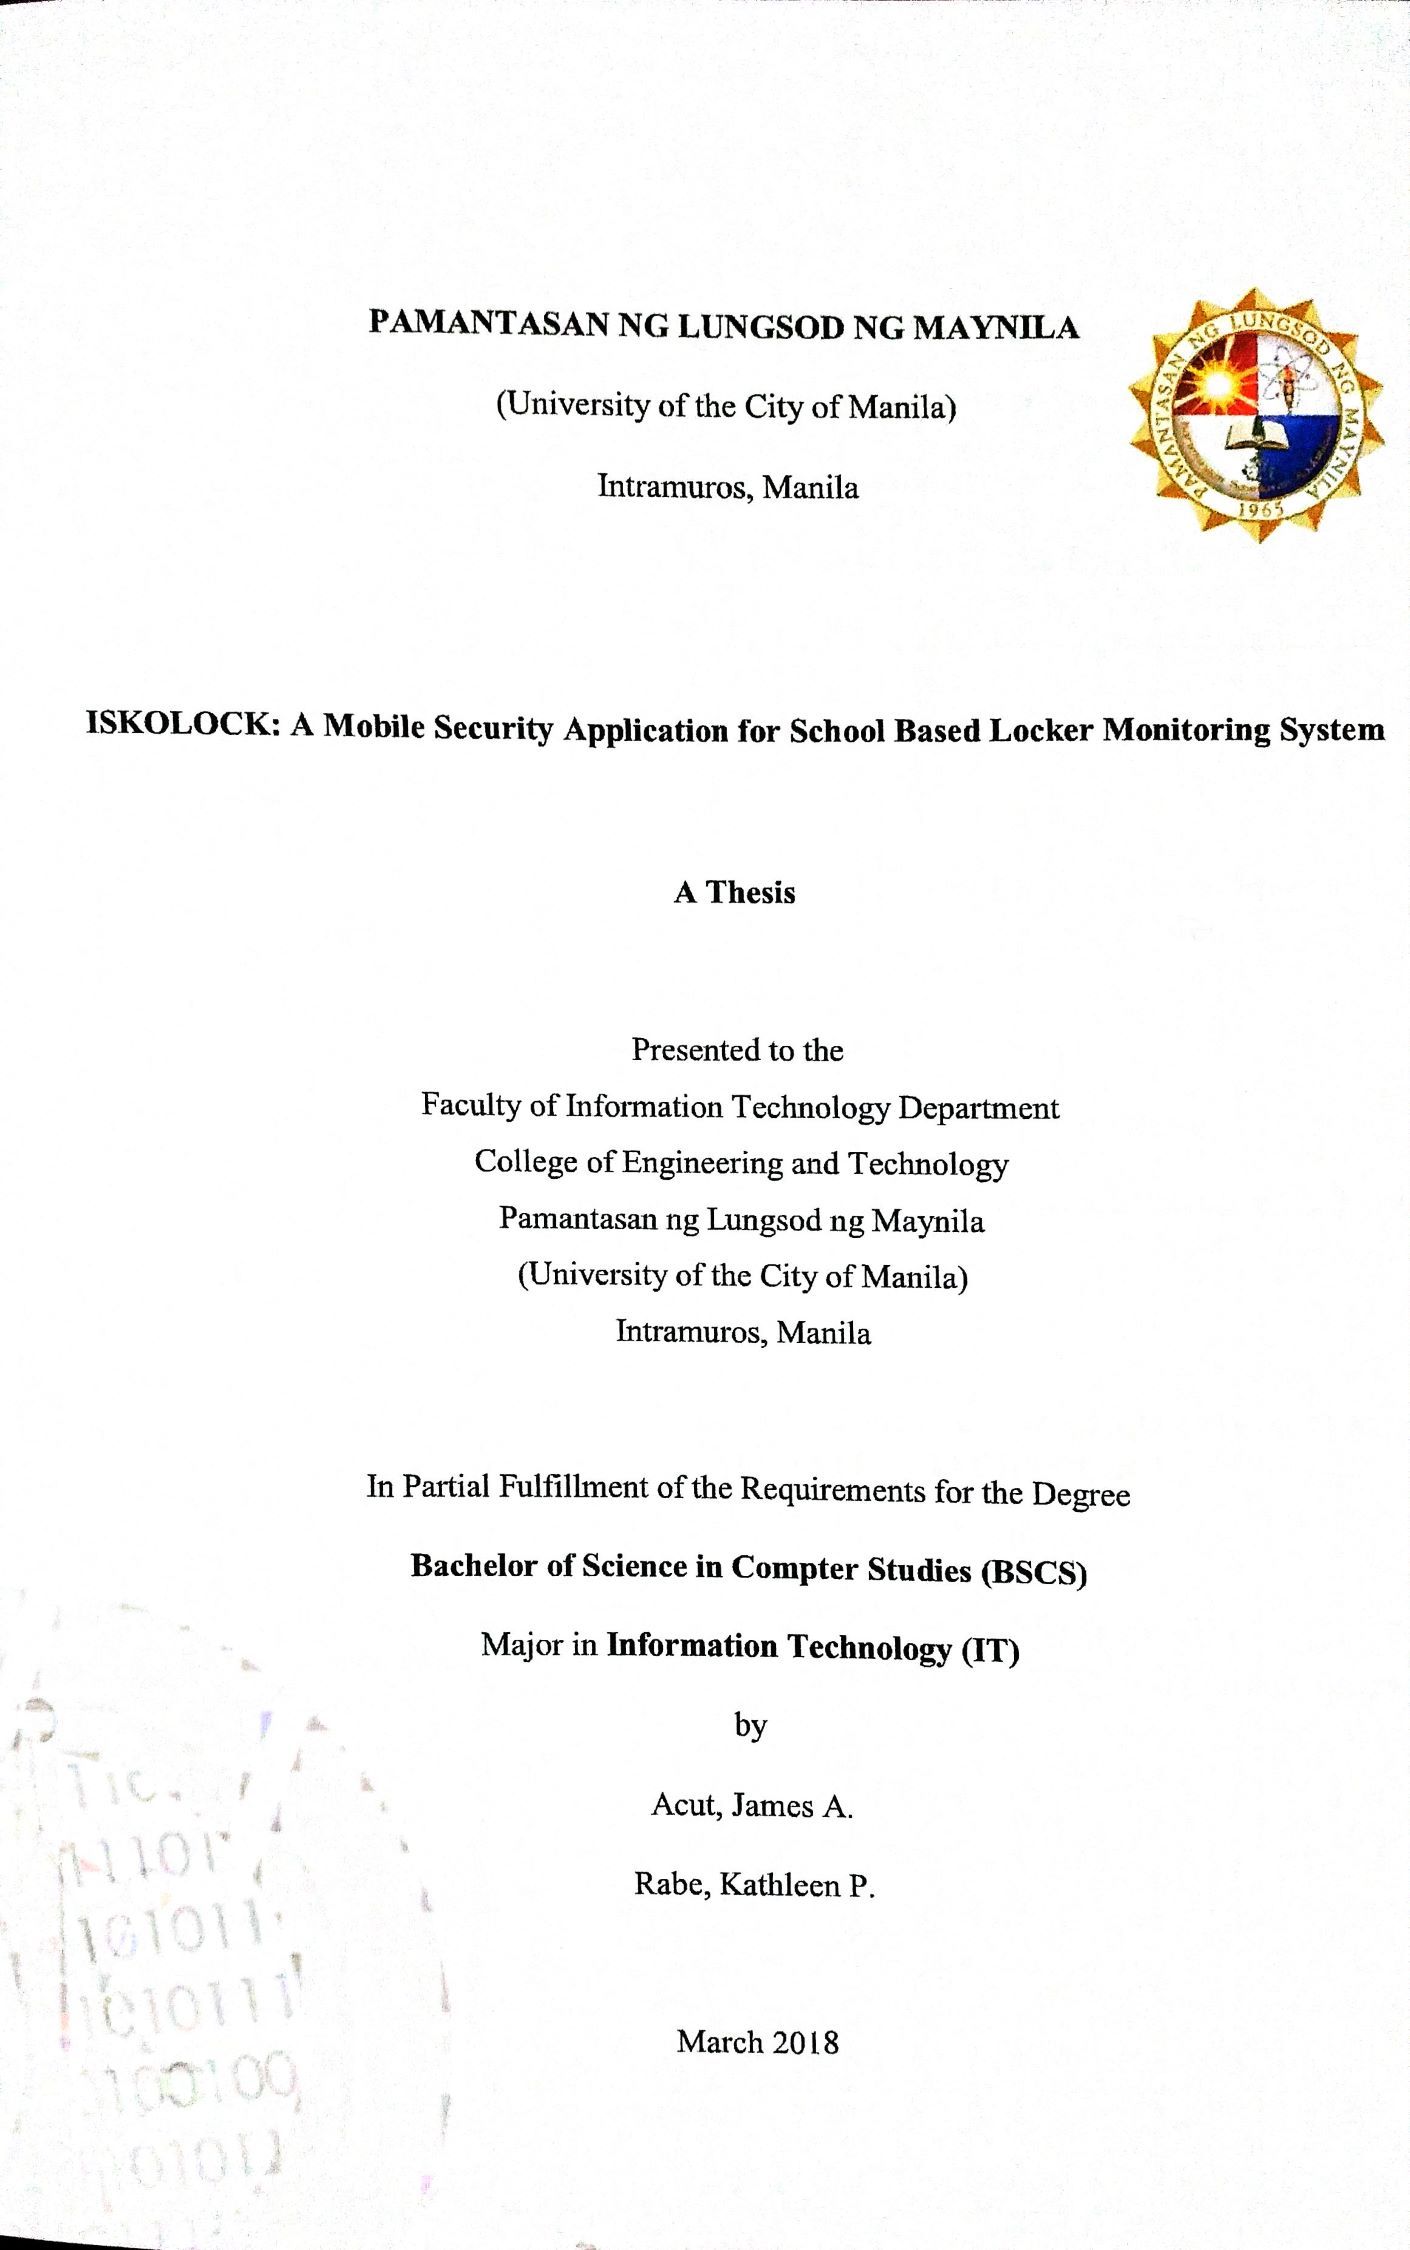 PAMANTASAN NG LUNGSOD NG MAYNILA
(University of the City of Manila)
Intramuros, Manila
PAMANTASAN NG LUNGSOD NG MAYNILA
1965
ISKOLOCK: A Mobile Security Application for School Based Locker Monitoring System
A Thesis
Presented to the
Faculty of Information Technology Department
College of Engineering and Technology
Pamantasan ng Lungsod ng Maynila
(University of the City of Manila)
Intramuros, Manila
In Partial Fulfillment of the Requirements for the Degree
Bachelor of Science in Compter Studies (BSCS)
Major in Information Technology (IT)
by
Acut, James A.
Rabe, Kathleen P.
March 2018